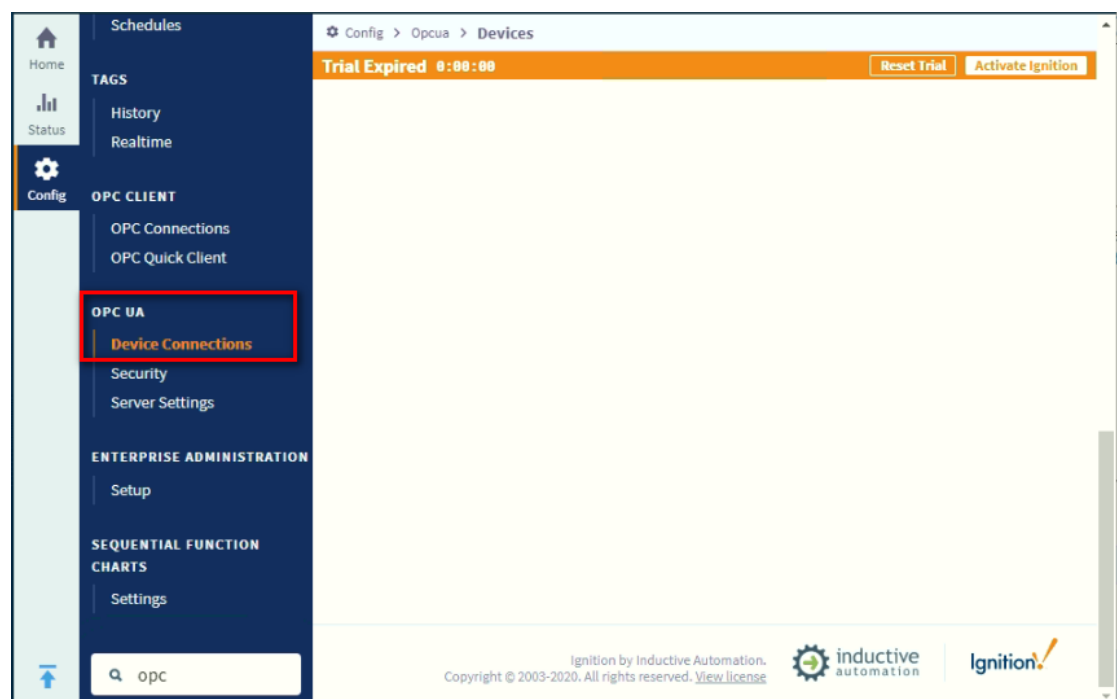 Home
Status
Config
Schedules
TAGS
History
Realtime
OPC CLIENT
OPC Connections
OPC Quick Client
OPC UA
Device Connections
Security
Server Settings
ENTERPRISE ADMINISTRATION
Setup
SEQUENTIAL FUNCTION
CHARTS
Settings
opc
Config > Opcua > Devices
Trial Expired 0:00:00 Reset Trial Activate Ignition
Ignition by Inductive Automation.
Copyright © 2003-2020. All rights reserved. View license
inductive
automation
Ignition!